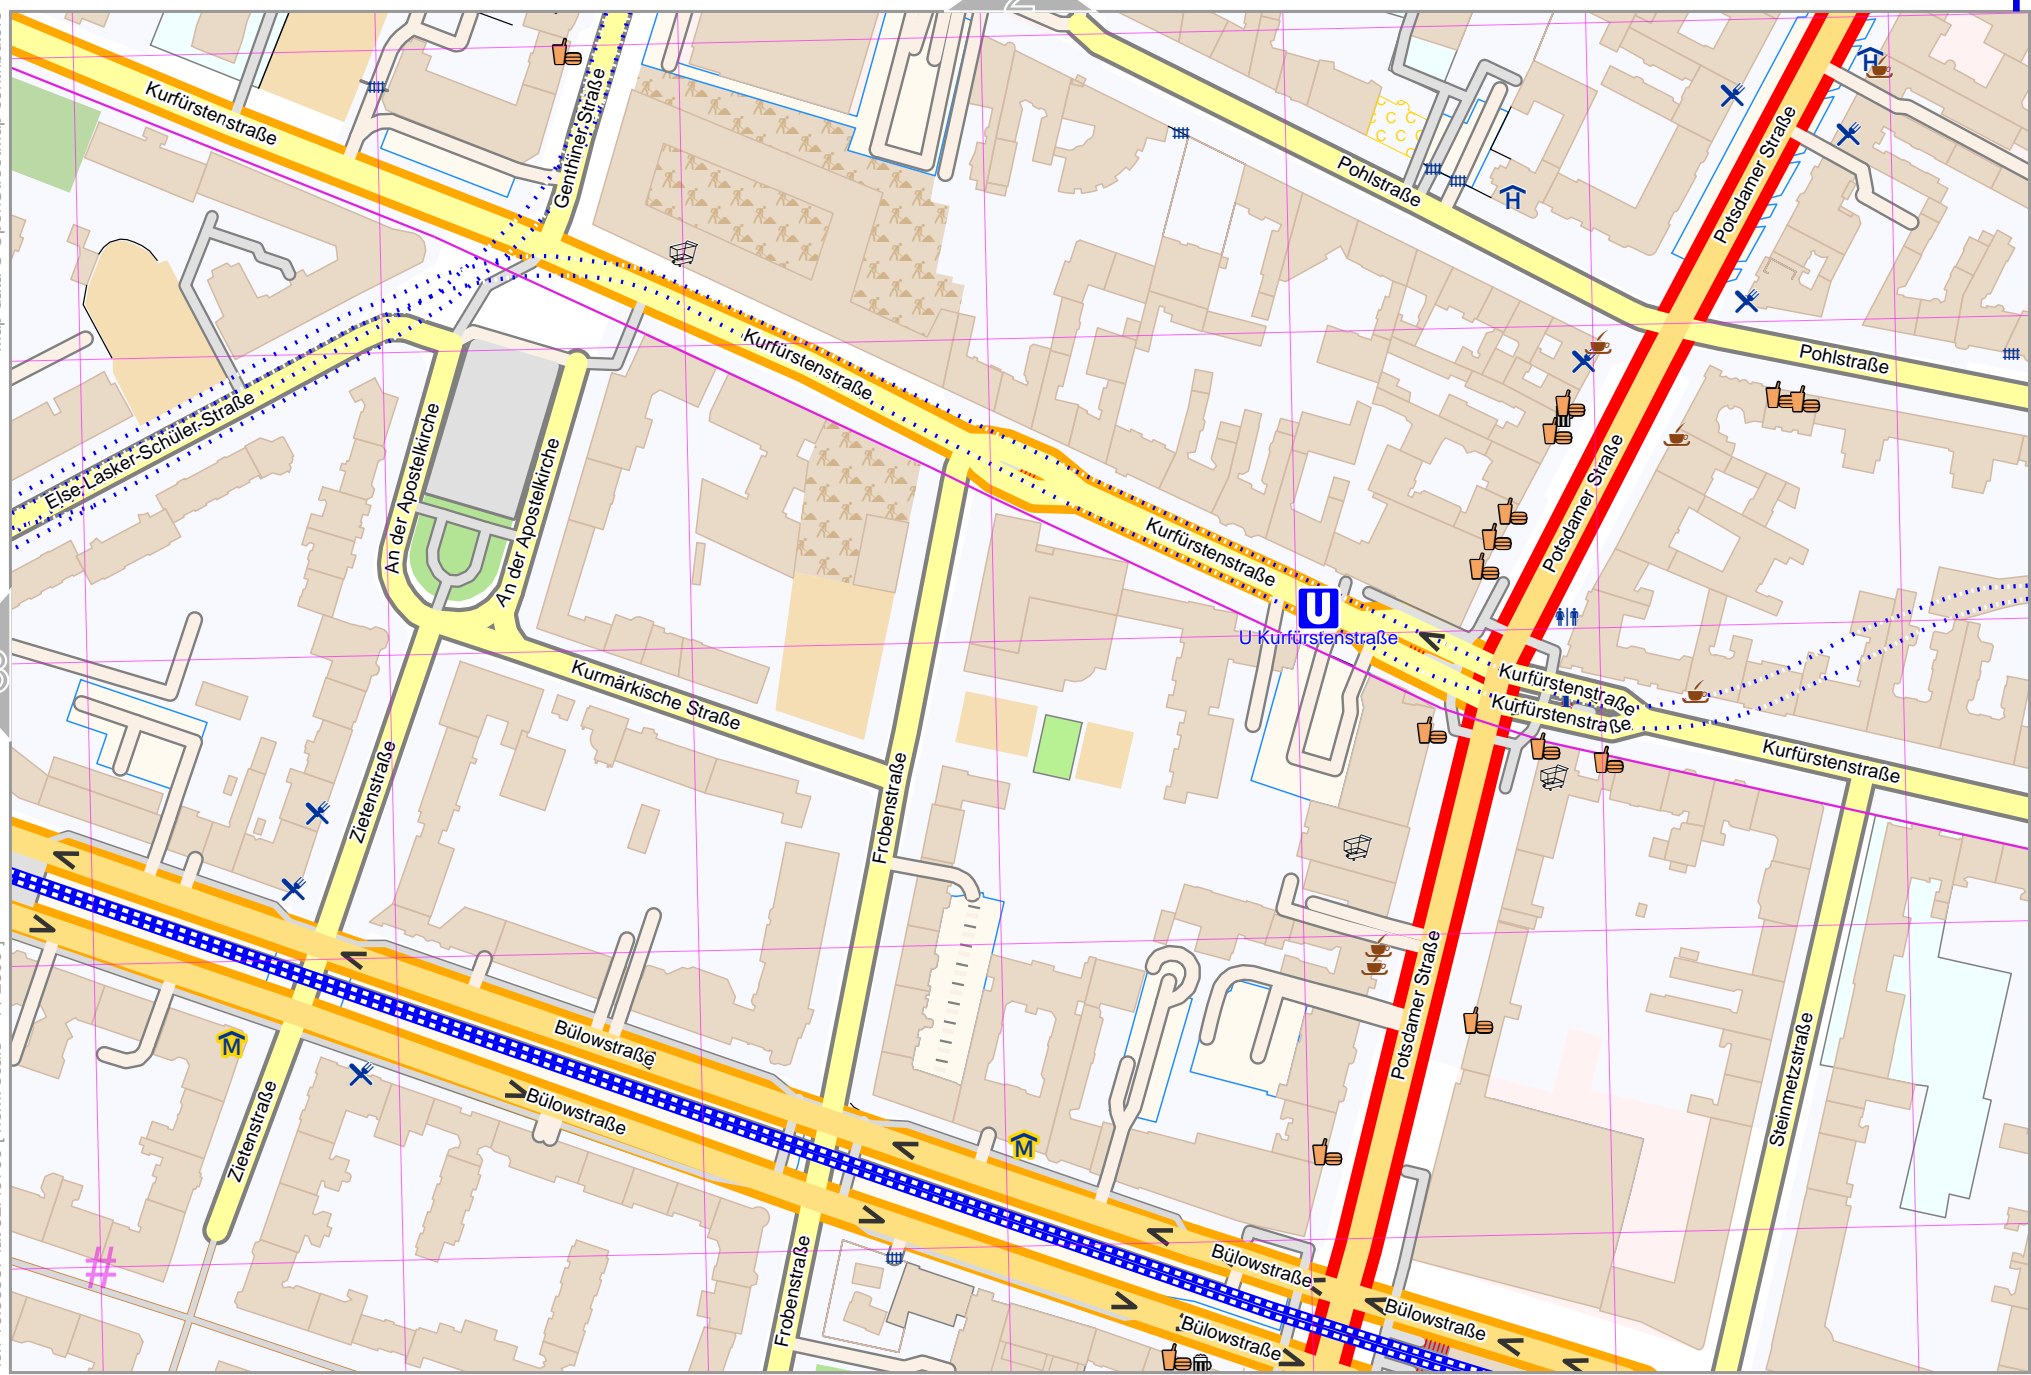 Kurfürstenstraße
Genthiner Straße
Pohlstraße
Potsdamer Straße
H
H
Kurfürstenstraße
Pohlstraße
Else-Lasker-Schüler-Straße
An der Apostelkirche
An der Apostelkirche
Kurfürstenstraße
Potsdamer Straße
U
U Kurfürstenstraße
Kurfürstenstraße
Kurfürstenstraße
Kurfürstenstraße
Kurmärkische Straße
Zietenstraße
Frobenstraße
Potsdamer Straße
Steinmetzstraße
Bülowstraße
Bülowstraße
M
M
Zietenstraße
Frobenstraße
Bülowstraße
Bülowstraße
Bülowstraße
#